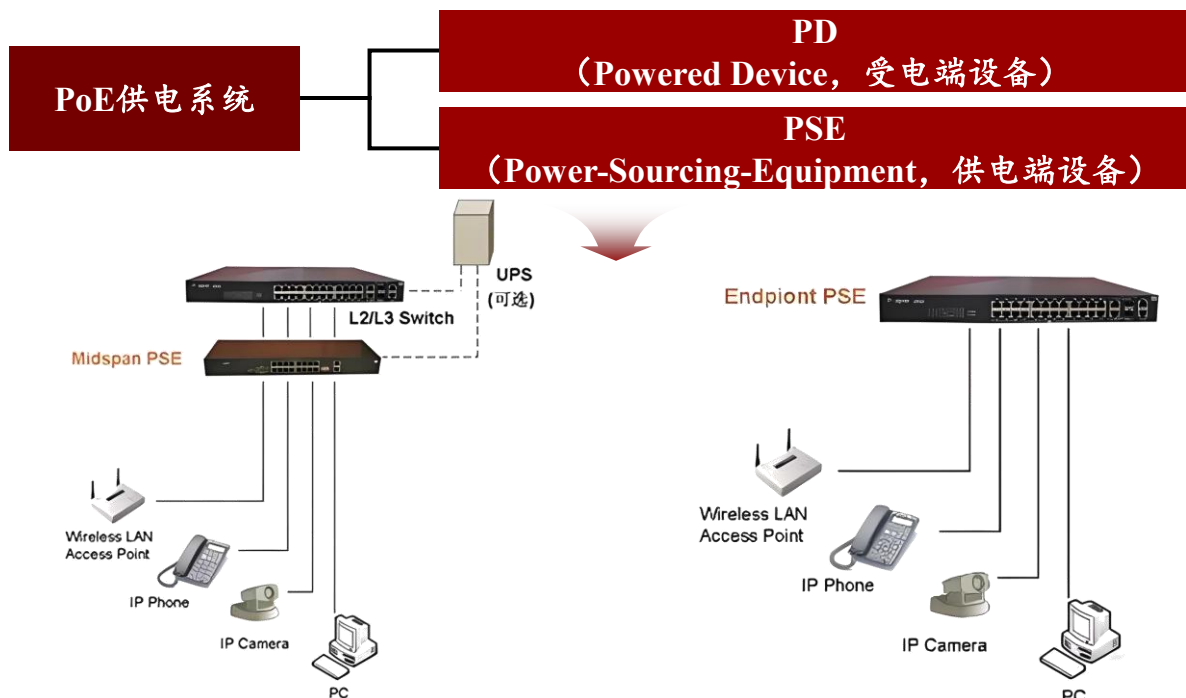 PoE供电系统
PD
（Powered Device，受电端设备）
PSE
（Power-Sourcing-Equipment，供电端设备）
UPS
(可选)
L2/L3 Switch
Midspan PSE
Wireless LAN
Access Point
IP Phone
IP Camera
PC
Endpiont PSE
Wireless LAN
Access Point
IP Phone
IP Camera
PC